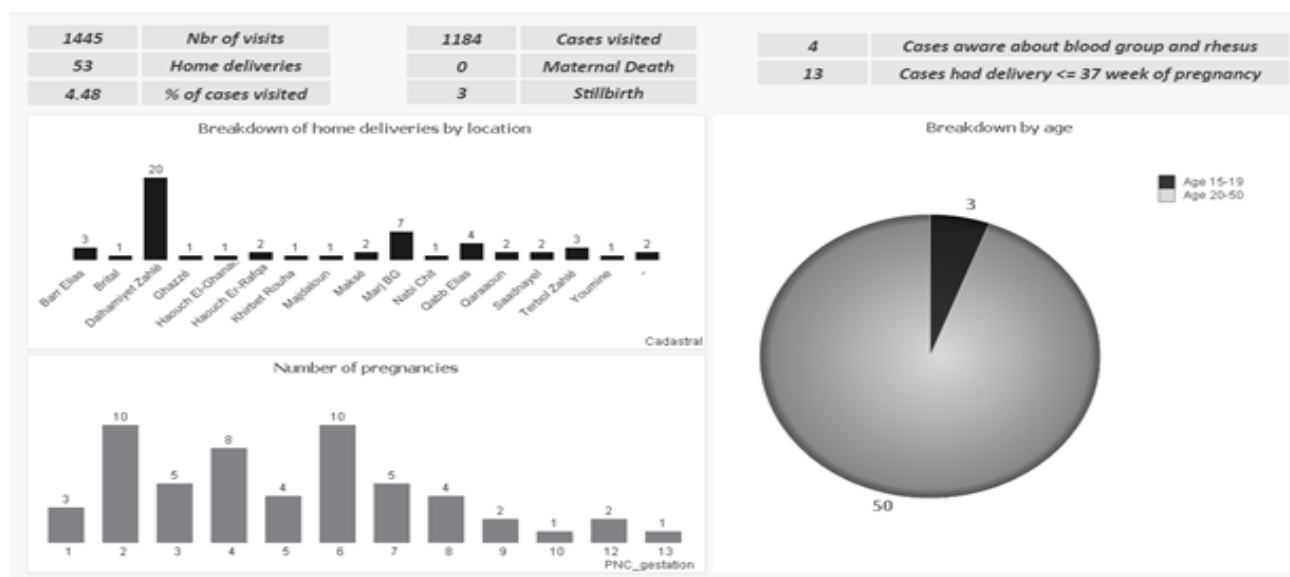 1445 Nbr of visits
53 Home deliveries
4.48 % of cases visited
1184 Cases visited
0 Maternal Death
3 Stillbirth
4 Cases aware about blood group and rhesus
13 Cases had delivery <= 37 week of pregnancy
Breakdown of home deliveries by location
3 1 20 1 1 2 1 1 2 7 1 4 2 2 3 1 2
Barr Elias
Brital
Dalhamiyet Zahlé
Ghazzé
Haouch El-Ghana..
Haouch Er-Rafqa
Khirbet Rouha
Majdaloun
Maksé
Marj BG
Nabi Chit
Qabb Elias
Qaraaoun
Saadnayel
Terbol Zahlé
Youmine
-
Cadastral
Number of pregnancies
3 10 5 8 4 10 5 4 2 1 2 1
1 2 3 4 5 6 7 8 9 10 12 13
PNC_gestation
Breakdown by age
Age 15-19
Age 20-50
3
50